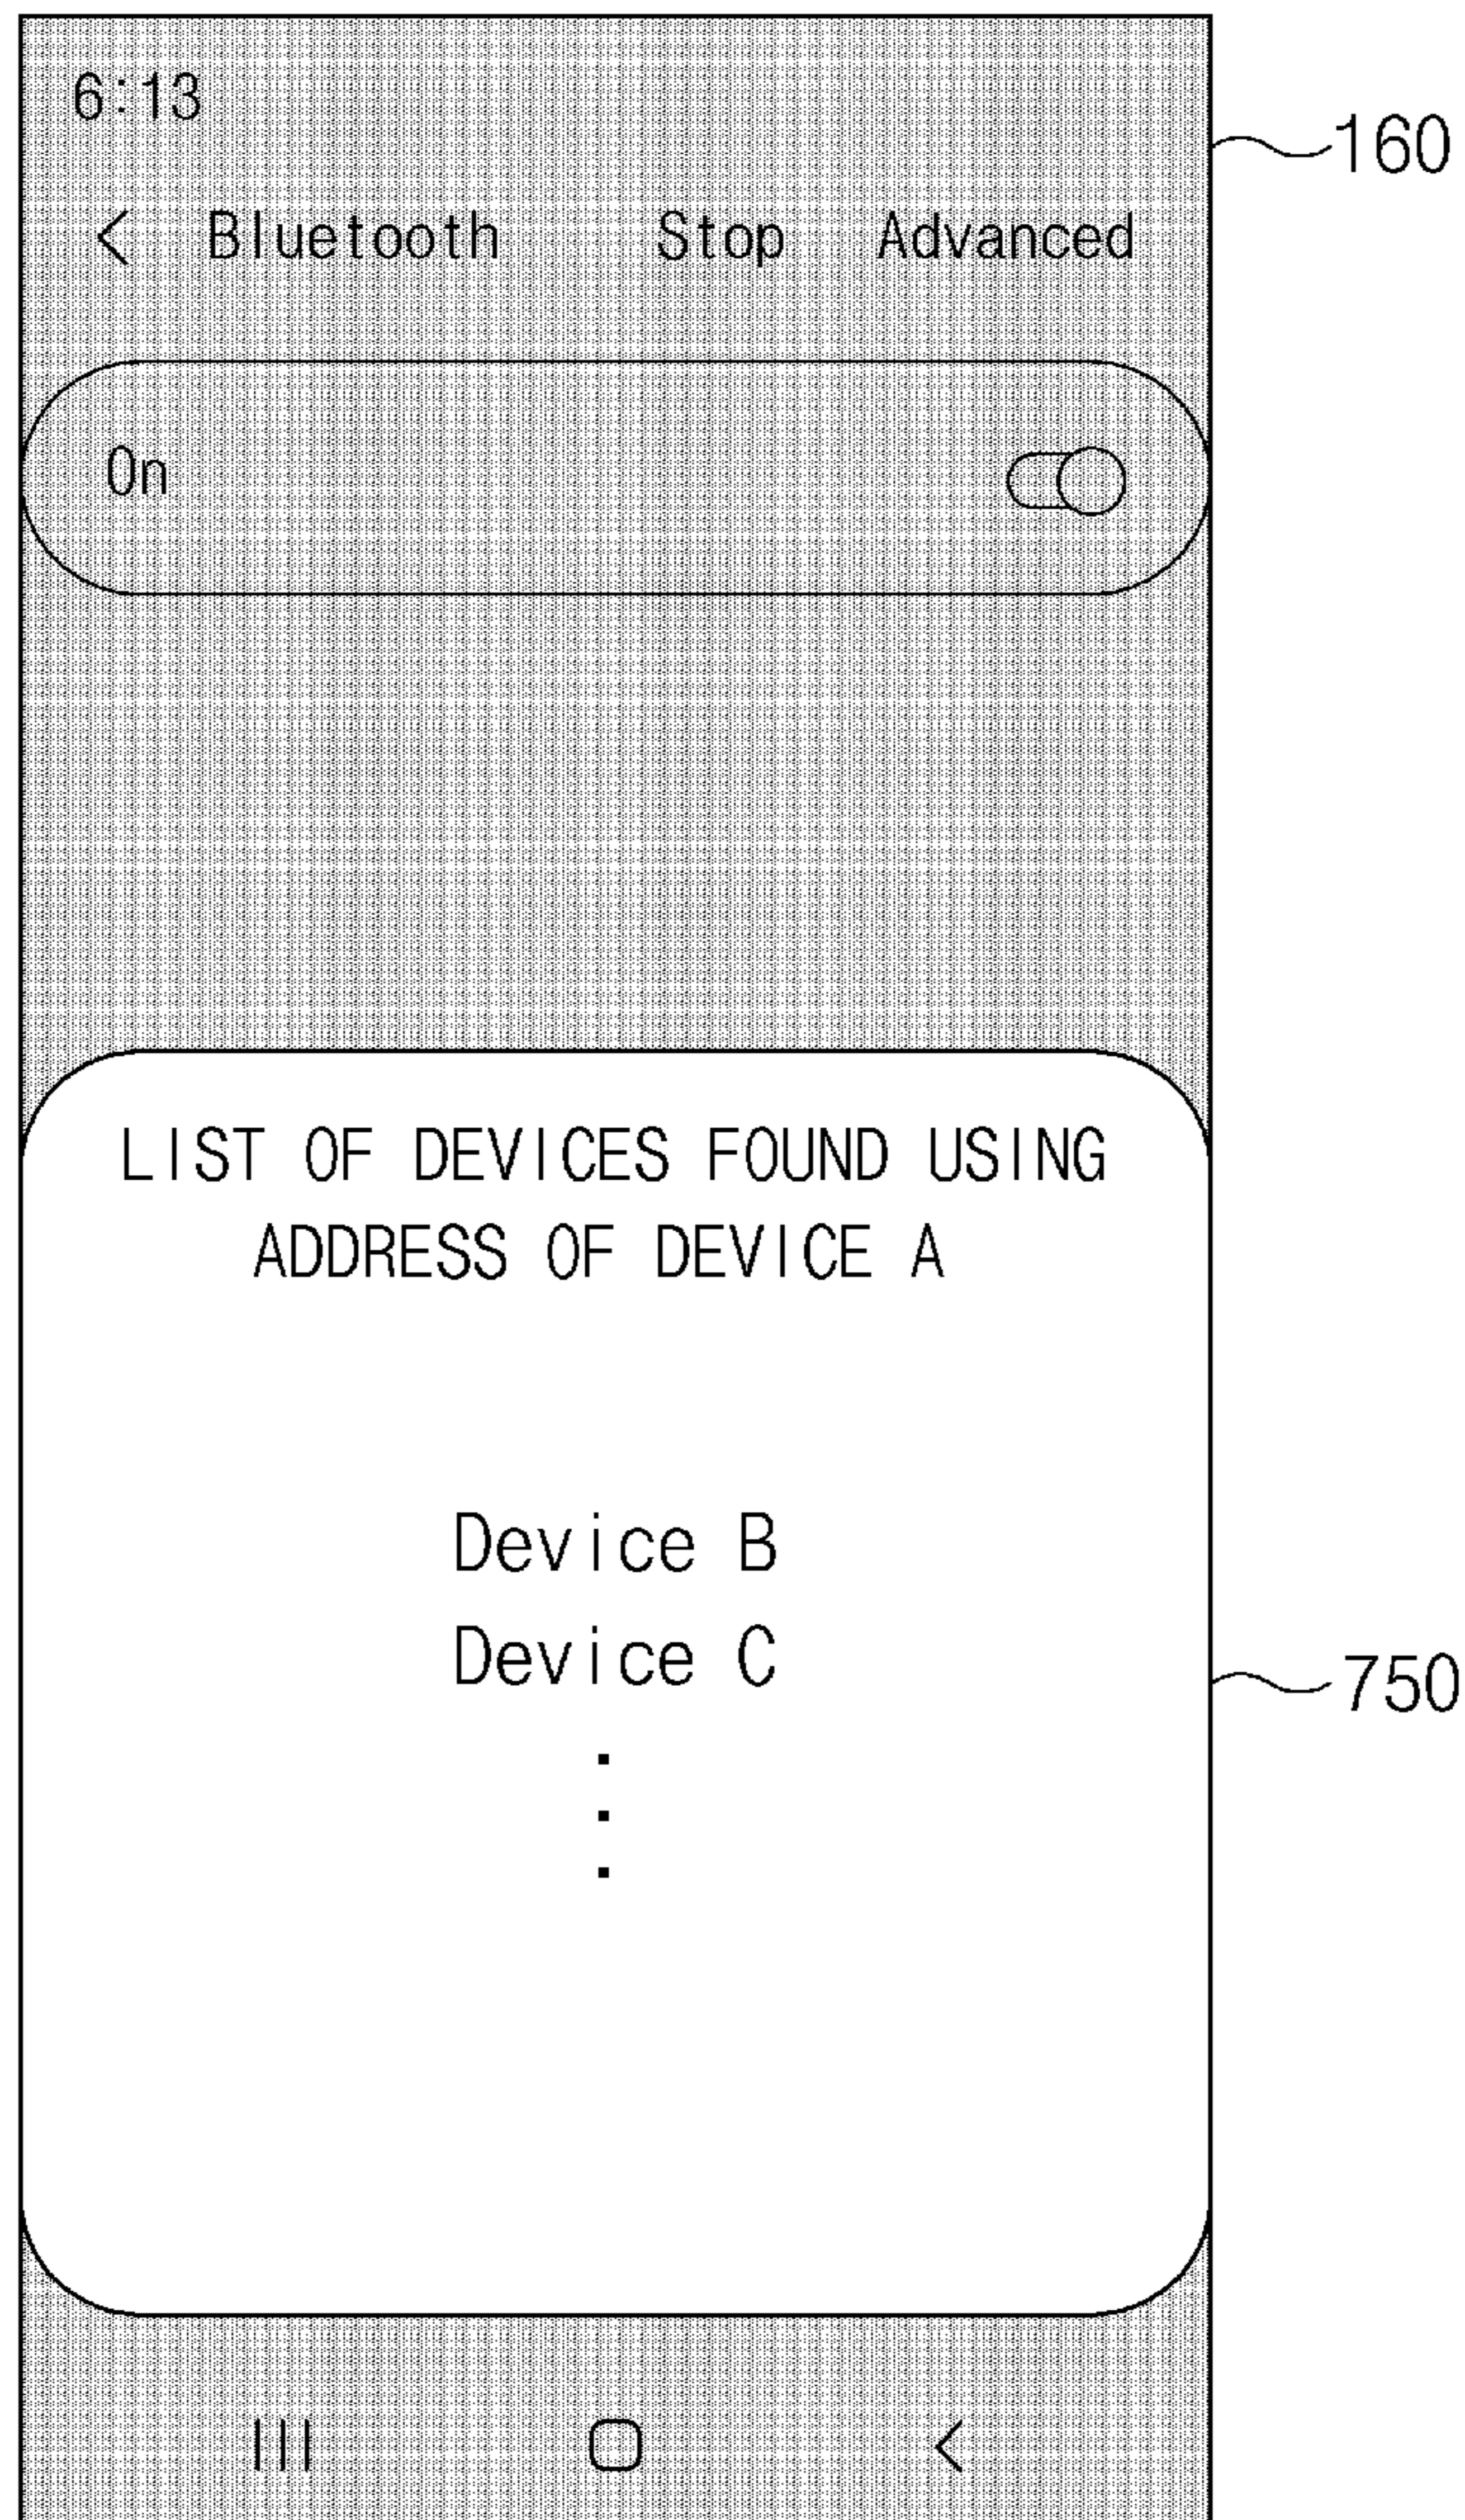 6:13
160
< Bluetooth Stop Advanced
On
LIST OF DEVICES FOUND USING
ADDRESS OF DEVICE A
Device B
Device C
750